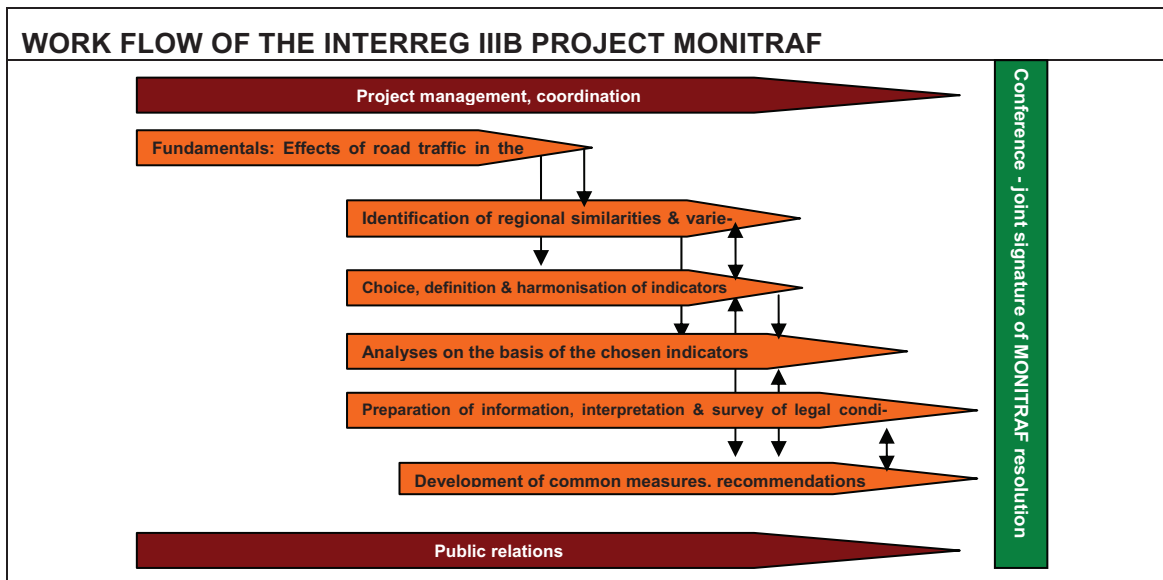 WORK FLOW OF THE INTERREG IIIB PROJECT MONITRAF
Project management, coordination
Fundamentals: Effects of road traffic in the
Identification of regional similarities & varie-
Choice, definition & harmonisation of indicators
Analyses on the basis of the chosen indicators
Preparation of information, interpretation & survey of legal condi-
Development of common measures, recommendations
Public relations
Conference - joint signature of MONITRAF resolution